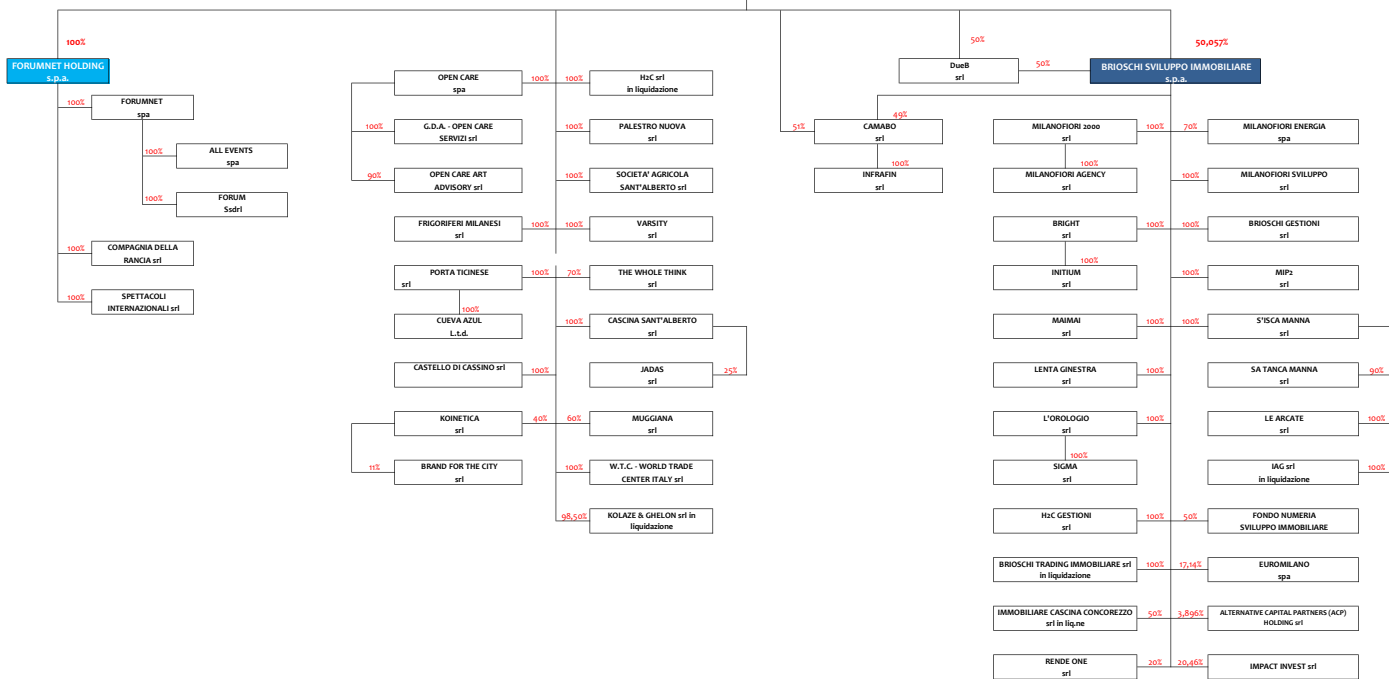 100%
FORUMNET HOLDING
s.p.a.
100%
FORUMNET
spa
100%
ALL EVENTS
spa
100%
FORUM
Ssdrl
100%
COMPAGNIA DELLA
RANCIA srl
100%
SPETTACOLI
INTERNAZIONALI srl
OPEN CARE
spa
100%
100%
H2C srl
in liquidazione
100%
G.D.A. - OPEN CARE
SERVIZI srl
100%
PALESTRO NUOVA
srl
90%
OPEN CARE ART
ADVISORY srl
100%
SOCIETA' AGRICOLA
SANT'ALBERTO srl
FRIGORIFERI MILANESI
srl
100%
100%
VARSITY
srl
PORTA TICINESE
srl
100%
70%
THE WHOLE THINK
srl
100%
CUEVA AZUL
L.t.d.
100%
CASCINA SANT'ALBERTO
srl
CASTELLO DI CASSINO srl
100%
JADAS
srl
25%
KOINETICA
srl
40%
60%
MUGGIANA
srl
11%
BRAND FOR THE CITY
srl
100%
W.T.C. - WORLD TRADE
CENTER ITALY srl
98,50%
KOLAZE & GHELON srl in
liquidazione
50%
50,057%
DueB
srl
50%
BRIOSCHI SVILUPPO IMMOBILIARE
s.p.a.
51%
49%
CAMABO
srl
100%
INFRAFIN
srl
MILANOFIORI 2000
srl
100%
70%
MILANOFIORI ENERGIA
spa
100%
MILANOFIORI AGENCY
srl
100%
MILANOFIORI SVILUPPO
srl
BRIGHT
srl
100%
100%
BRIOSCHI GESTIONI
srl
100%
INITIUM
srl
100%
MIP2
srl
MAIMAI
srl
100%
100%
S'ISCA MANNA
srl
LENTA GINESTRA
srl
100%
SA TANCA MANNA
srl
90%
L'OROLOGIO
srl
100%
LE ARCATE
srl
100%
100%
SIGMA
srl
IAG srl
in liquidazione
100%
H2C GESTIONI
srl
100%
50%
FONDO NUMERIA
SVILUPPO IMMOBILIARE
BRIOSCHI TRADING IMMOBILIARE srl
in liquidazione
100%
17,14%
EUROMILANO
spa
IMMOBILIARE CASCINA CONCOREZZO
srl in liq.ne
50%
3,896%
ALTERNATIVE CAPITAL PARTNERS (ACP)
HOLDING srl
RENDE ONE
srl
20%
20,46%
IMPACT INVEST srl